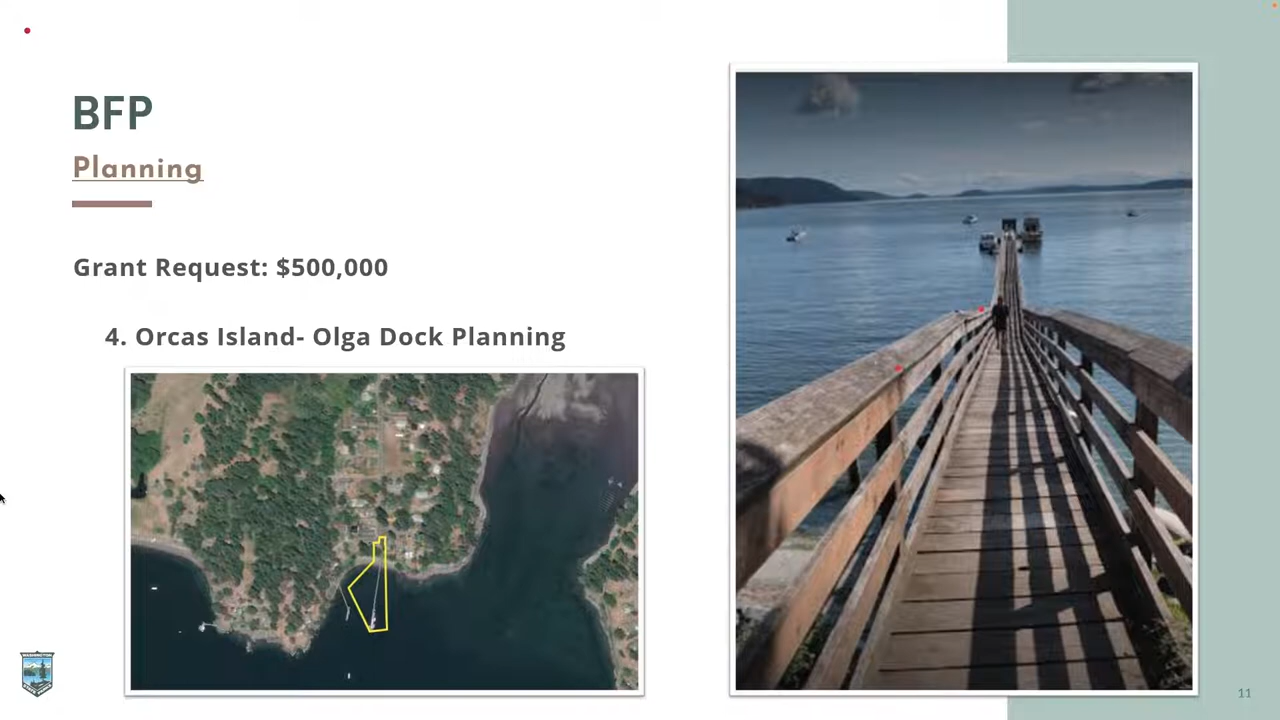 BFP
Planning
Grant Request: $500,000
4. Orcas Island- Olga Dock Planning
11